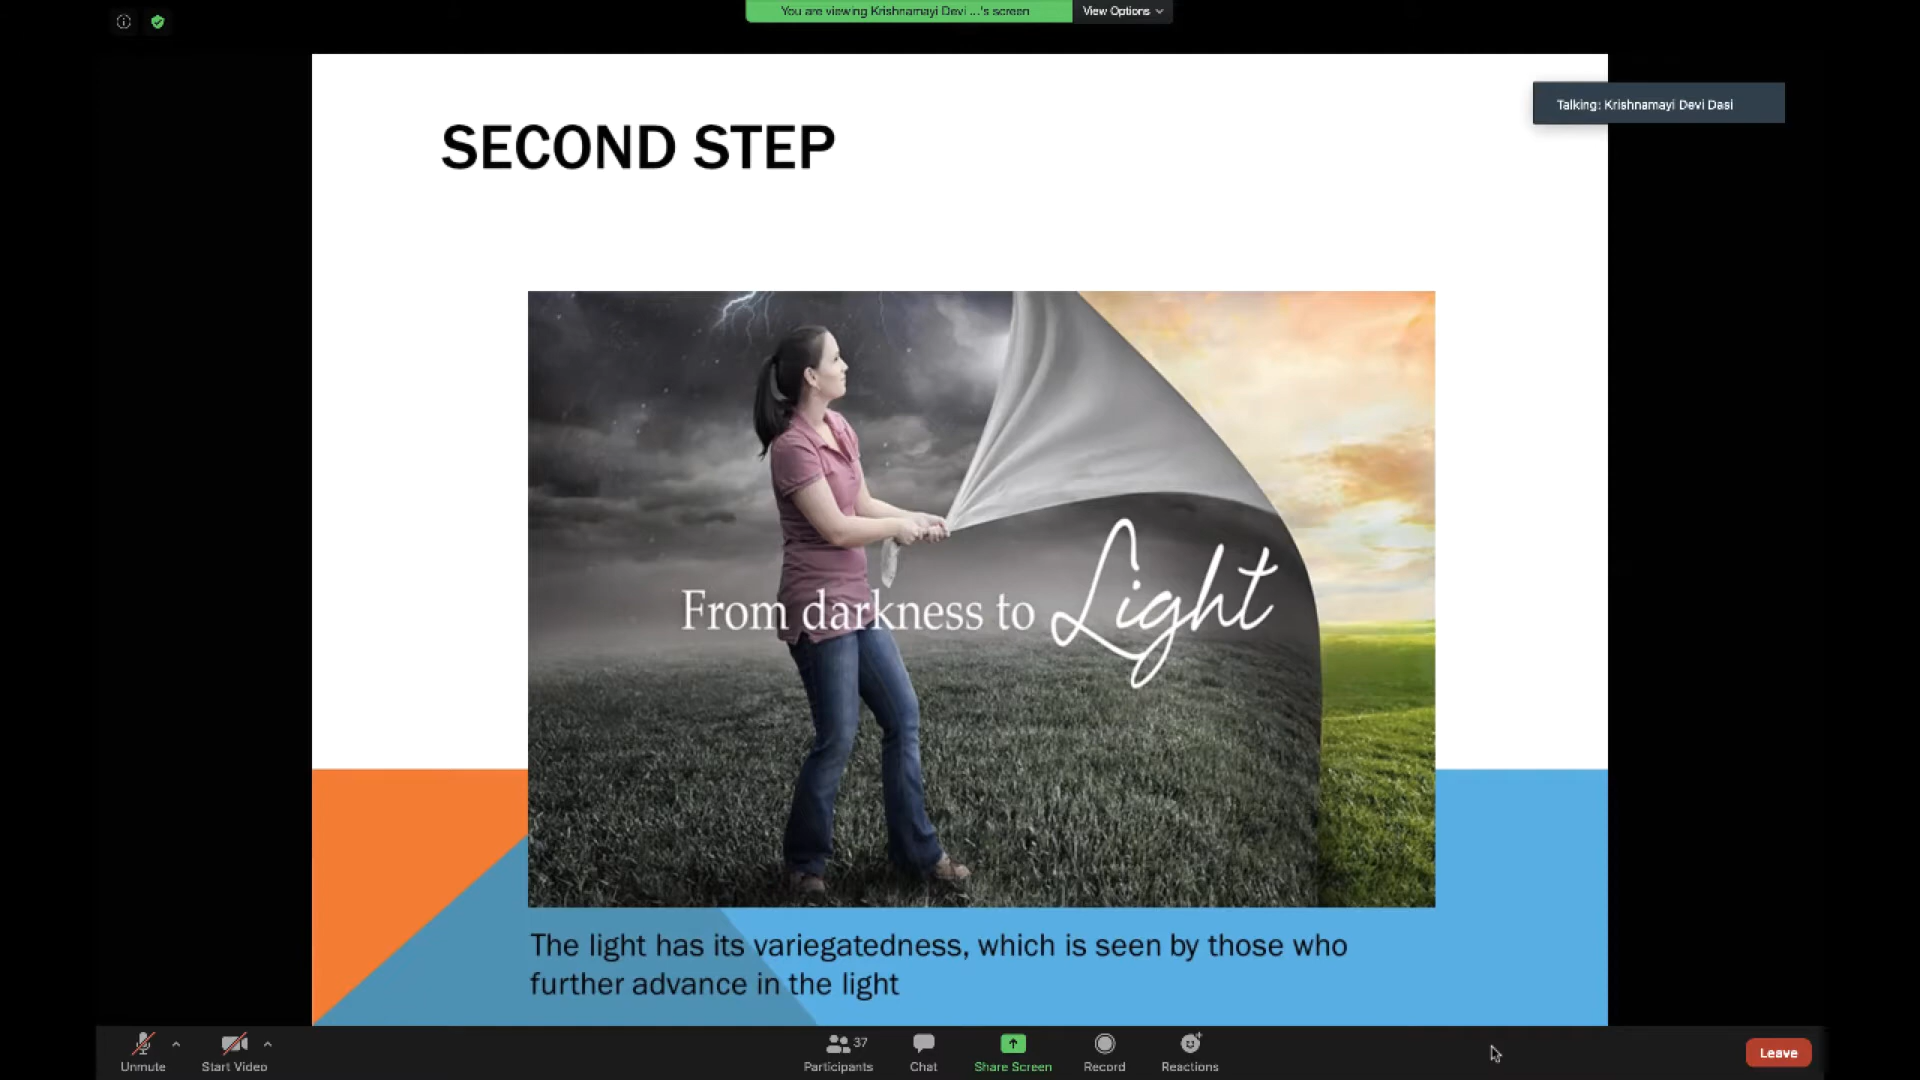 You are viewing Krishnamayi Devi ...'s screen
View Options
Talking: Krishnamayi Devi Dasi
SECOND STEP
From darkness to Light
The light has its variegatedness, which is seen by those who
further advance in the light
Unmute
Start Video
37
Participants
Chat
Share Screen
Record
Reactions
Leave